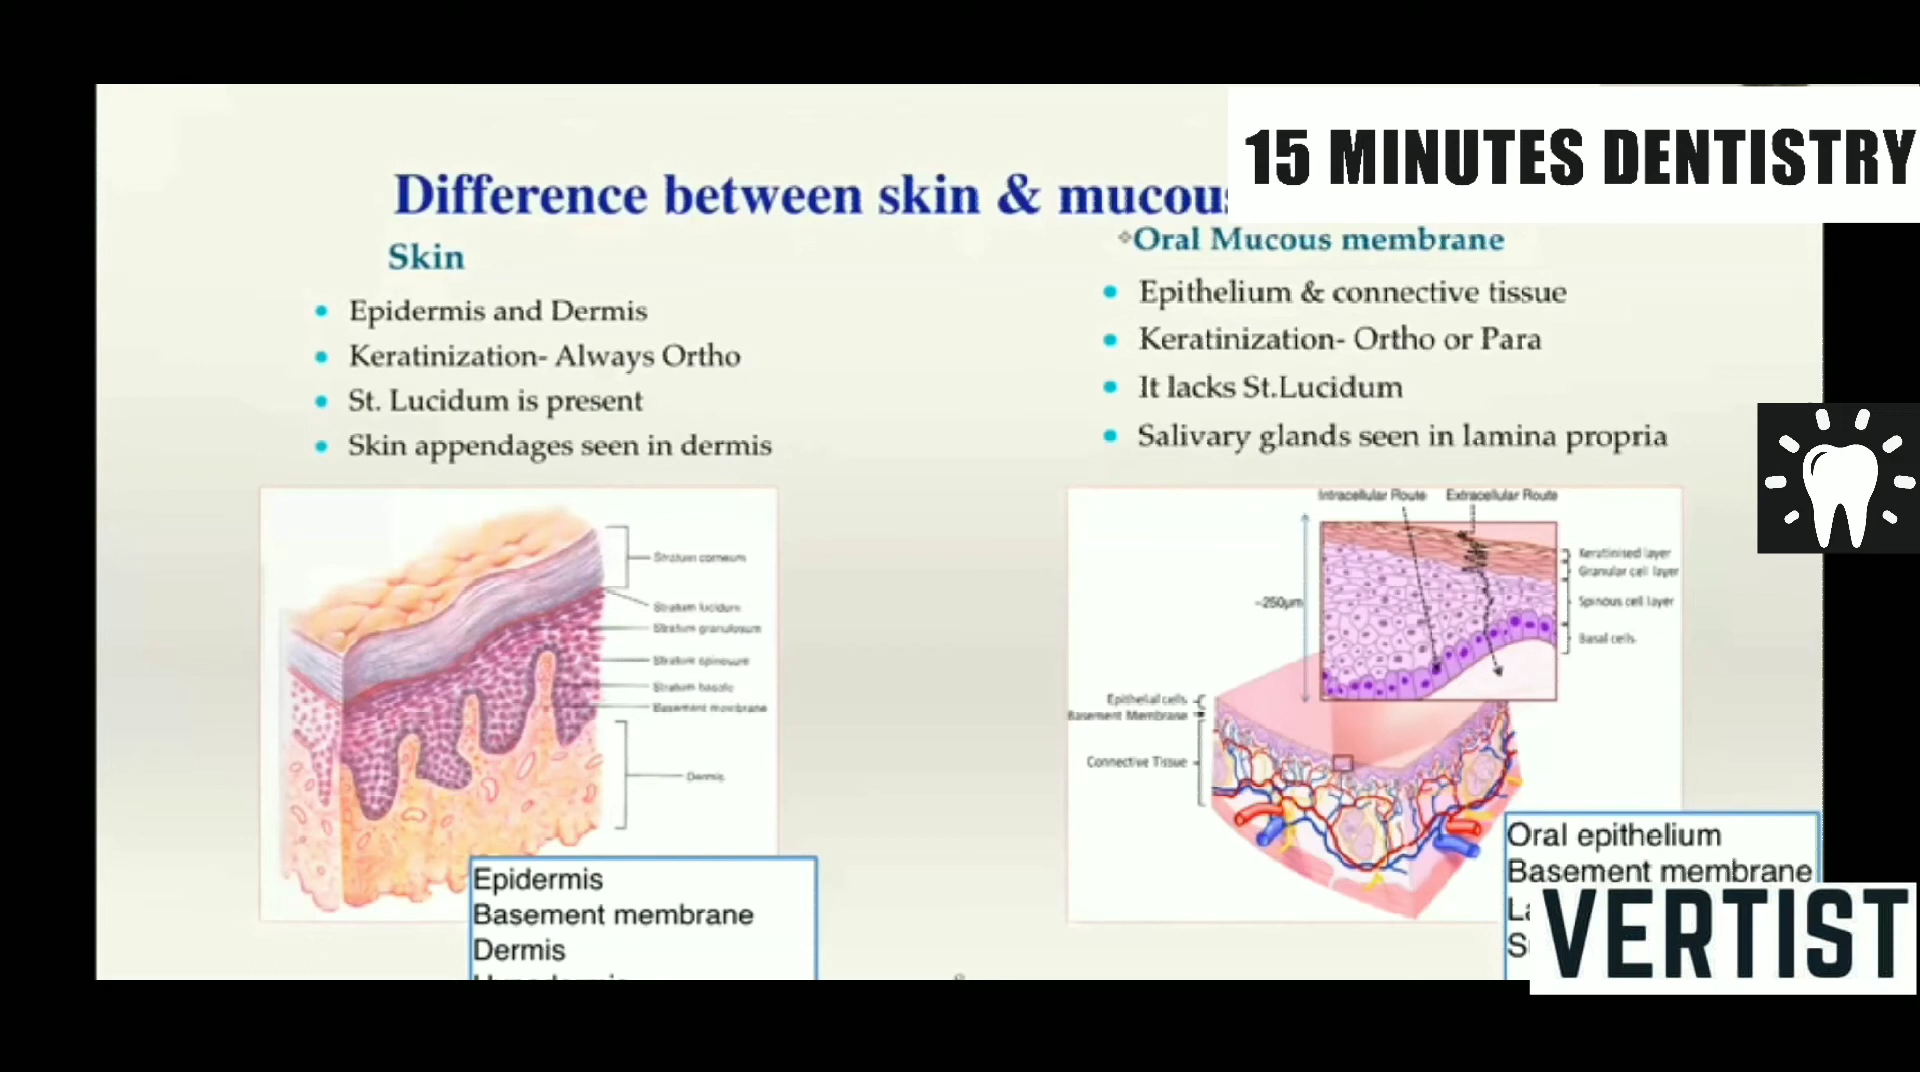 15 MINUTES DENTISTRY
Difference between skin & mucous
Skin
Epidermis and Dermis
Keratinization- Always Ortho
St. Lucidum is present
Skin appendages seen in dermis
Stratum corneum
Stratum lucidum
Stratum granulosum
Stratum spinosum
Stratum basale
Basement membrane
Dermis
Epidermis
Basement membrane
Dermis
Oral Mucous membrane
Epithelium & connective tissue
Keratinization- Ortho or Para
It lacks St.Lucidum
Salivary glands seen in lamina propria
Intracellular Route Extracellular Route
Keratinised layer
Granular cell layer
~250µm
Spinous cell layer
Basal cells
Epithelial cells
Basement Membrane
Connective Tissue
Oral epithelium
Basement membrane
VERTIST